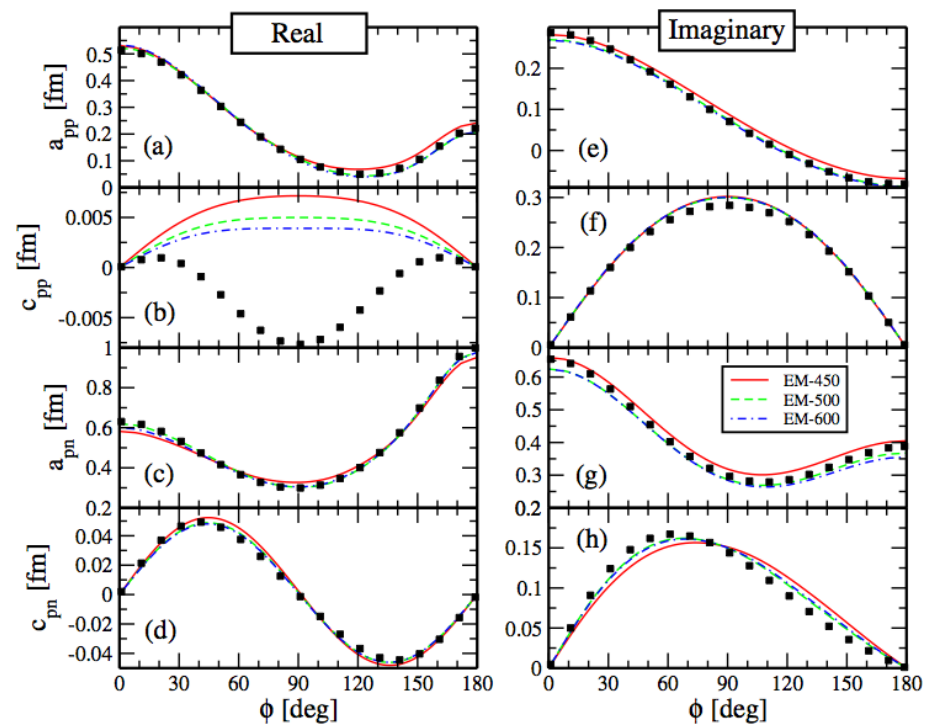 Real
Imaginary
a_pp [fm]
0.5
0.4
0.3
0.2
0.1
0
(a)
0.2
0.1
0
(e)
c_pp [fm]
0.005
0
-0.005
(b)
0.3
0.2
0.1
0
(f)
a_pn [fm]
1
0.8
0.6
0.4
0.2
(c)
0.6
0.5
0.4
0.3
0.2
(g)
EM-450
EM-500
EM-600
c_pn [fm]
0.04
0
-0.04
(d)
0 30 60 90 120 150 180
ϕ [deg]
0.15
0.1
0.05
0
(h)
0 30 60 90 120 150 180
ϕ [deg]